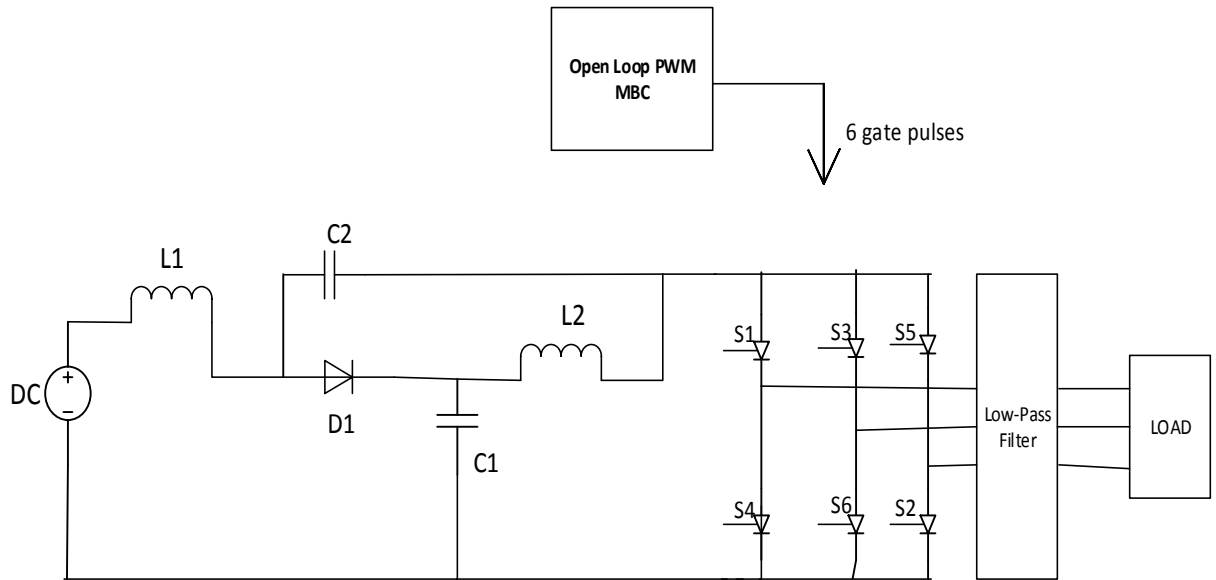 Open Loop PWM
MBC
6 gate pulses
C2
L1
L2
S1
S3
S5
DC
+
−
D1
C1
Low-Pass
Filter
LOAD
S4
S6
S2